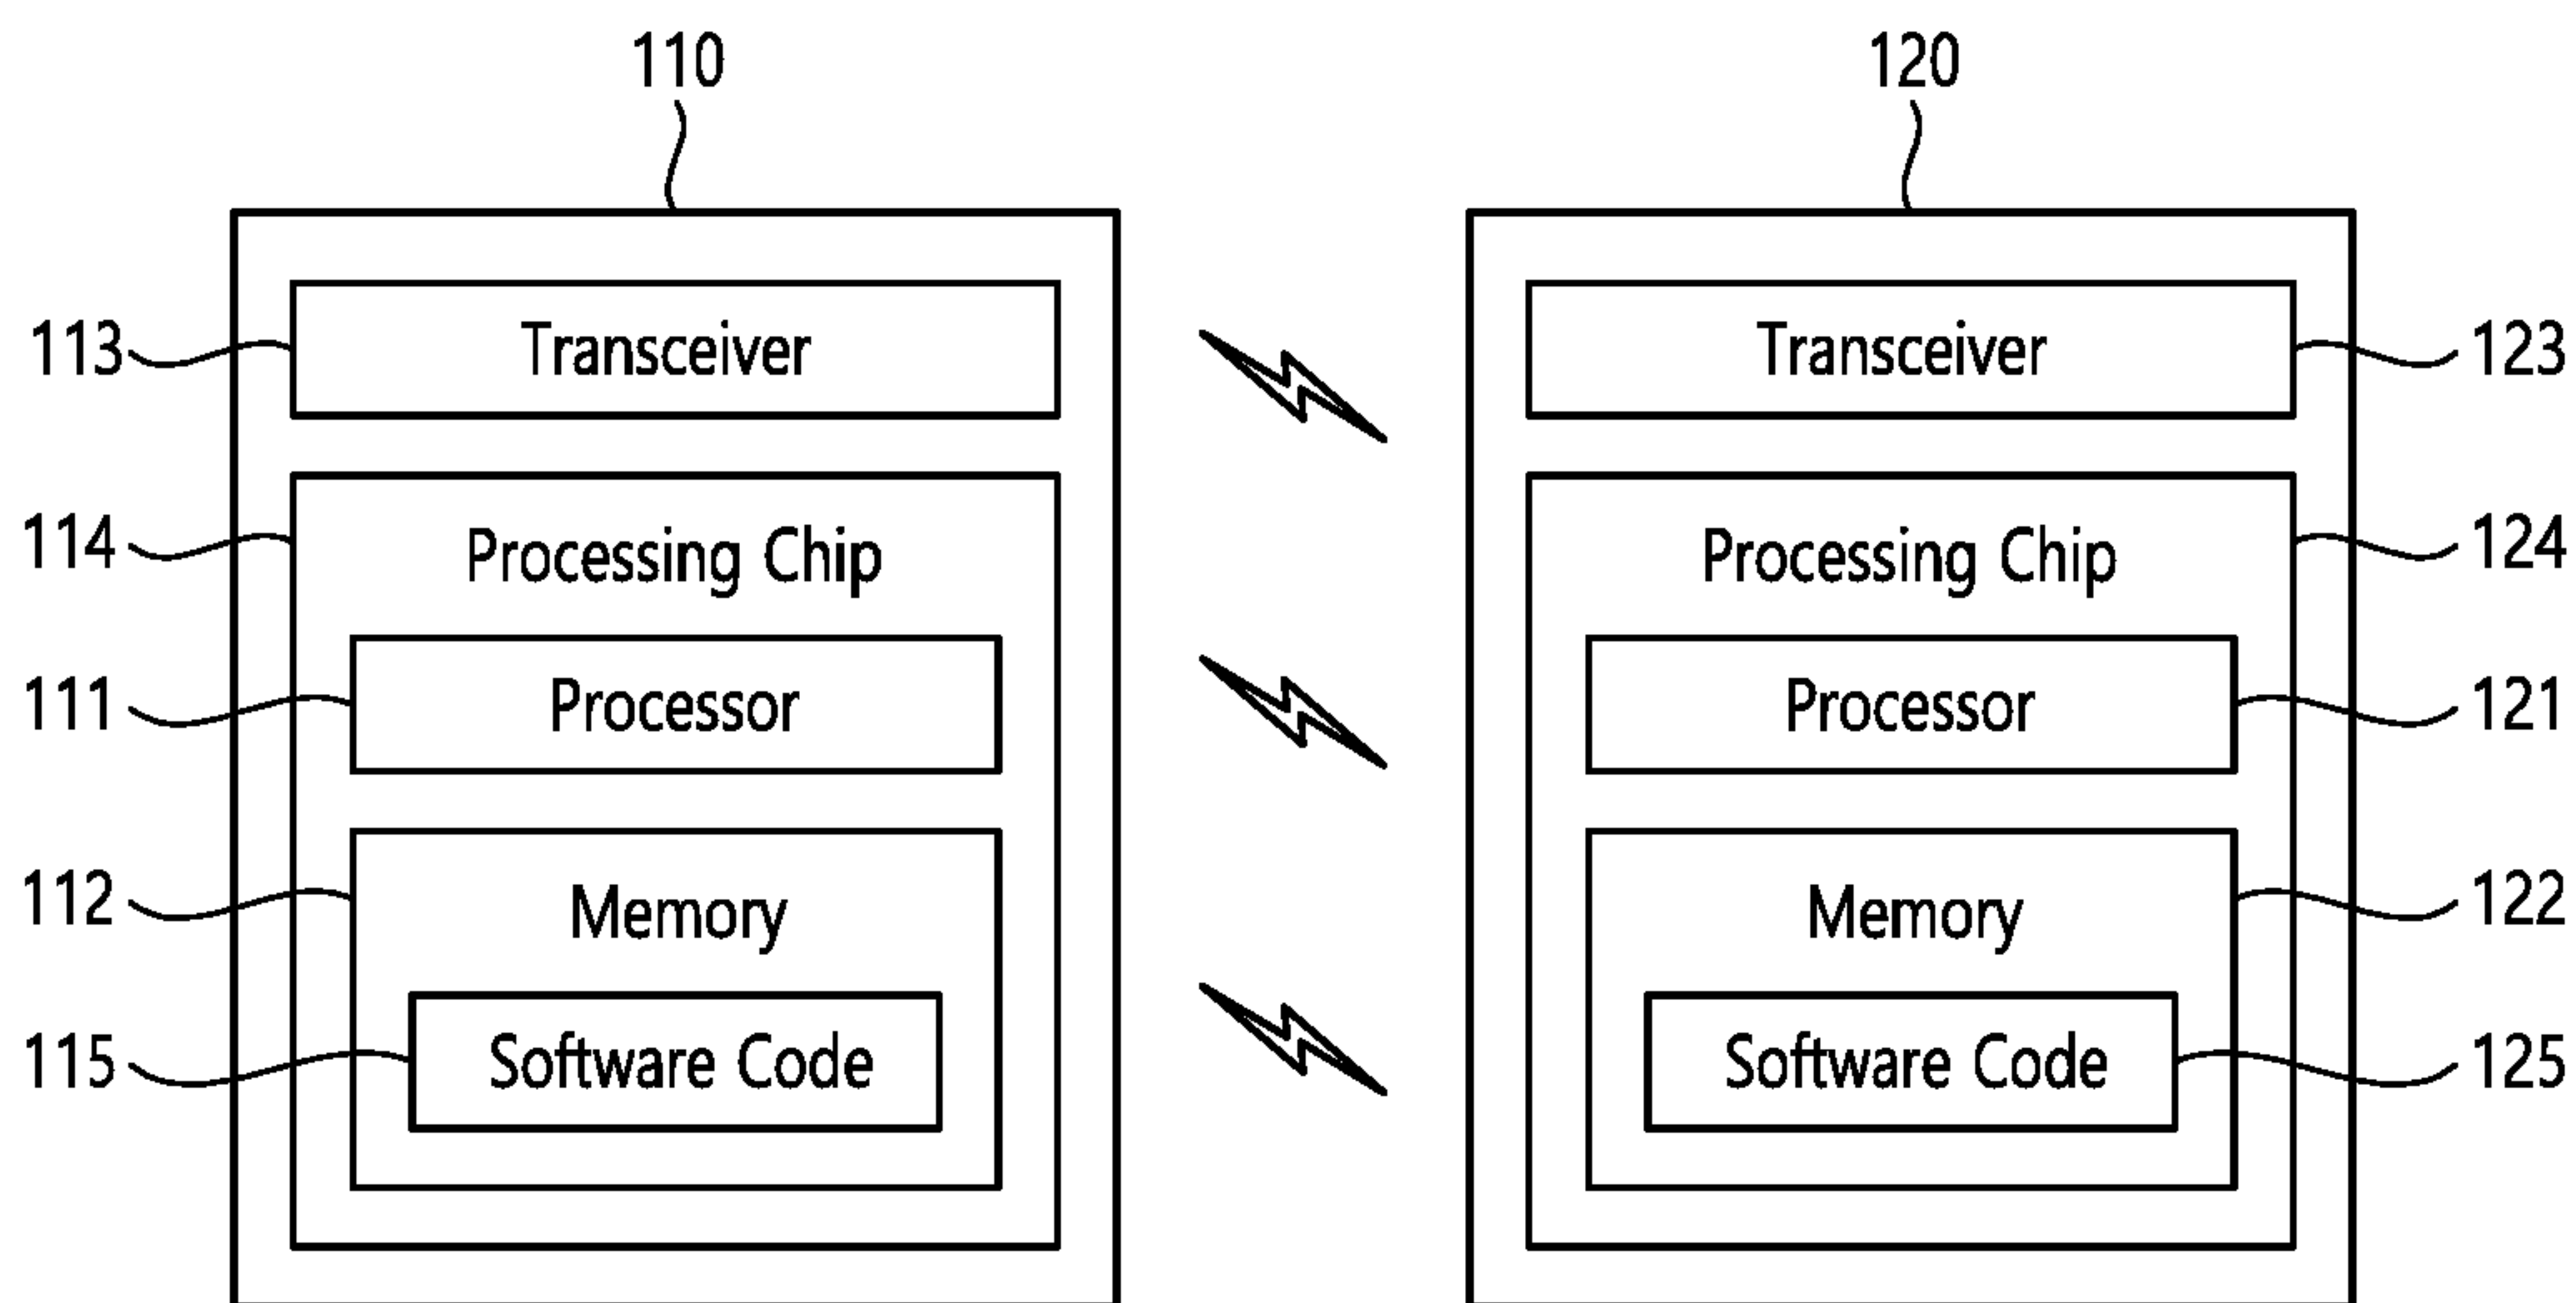 110
120
113
Transceiver
Transceiver
123
114
Processing Chip
Processing Chip
124
111
Processor
Processor
121
112
Memory
Memory
122
115
Software Code
Software Code
125